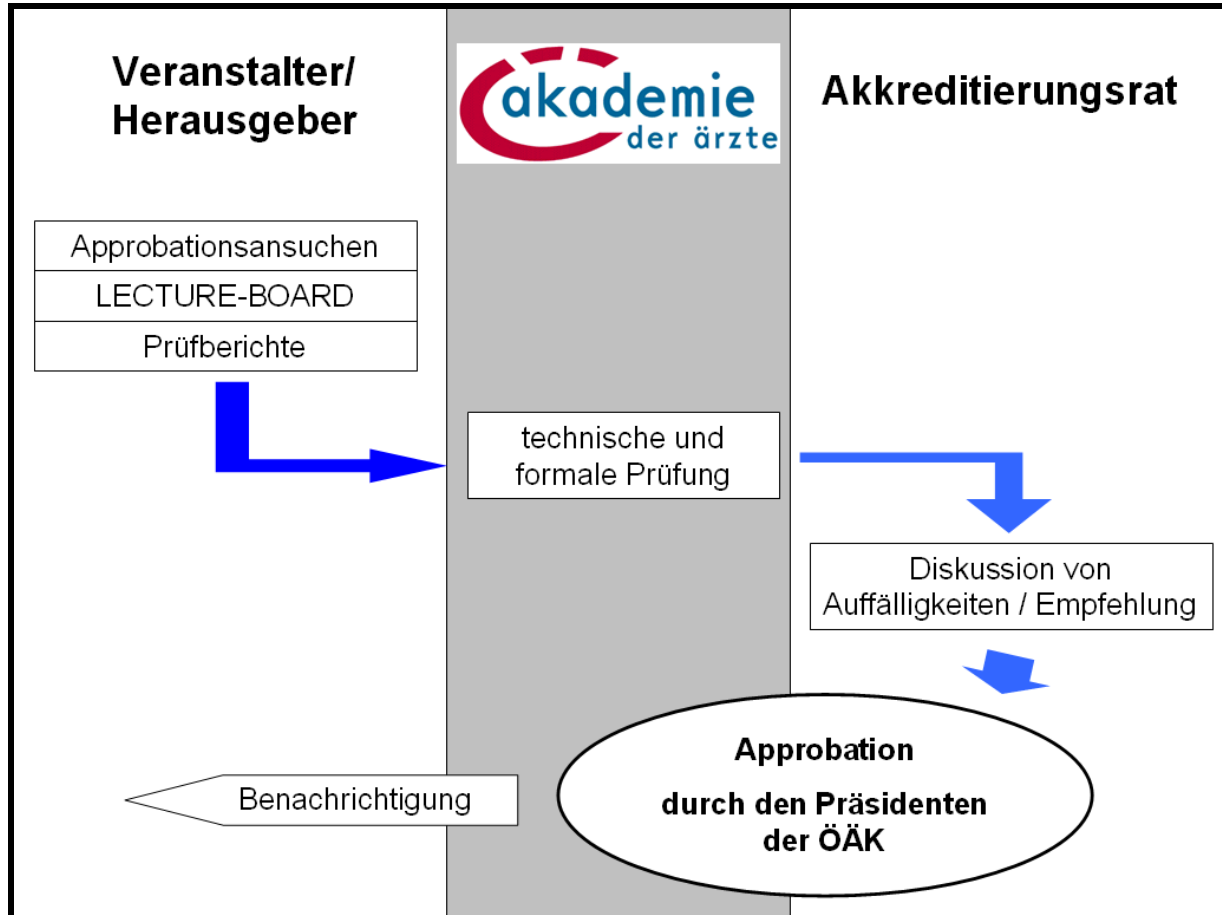 Veranstalter/
Herausgeber
akademie
der ärzte
Akkreditierungsrat
Approbationsansuchen
LECTURE-BOARD
Prüfberichte
technische und
formale Prüfung
Diskussion von
Auffälligkeiten / Empfehlung
Approbation
durch den Präsidenten
der ÖÄK
Benachrichtigung